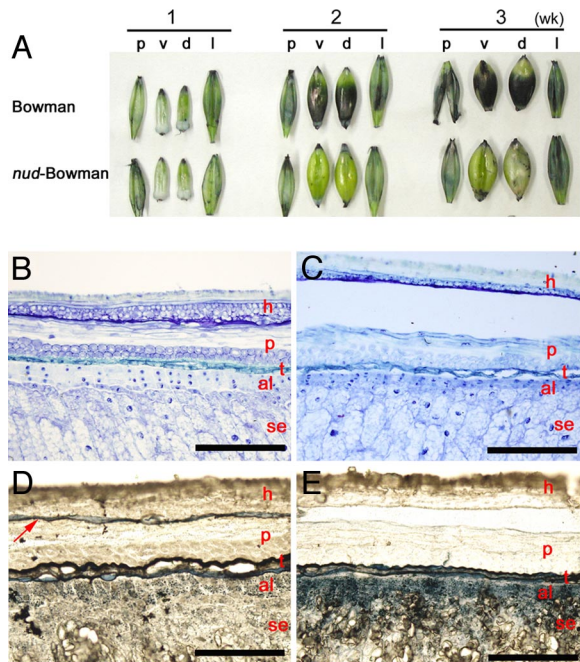 1 2 3 (wk)
A p v d l p v d l p v d l
Bowman
nud-Bowman
B h p t al se
C h p t al se
D h p t al se
E h p t al se